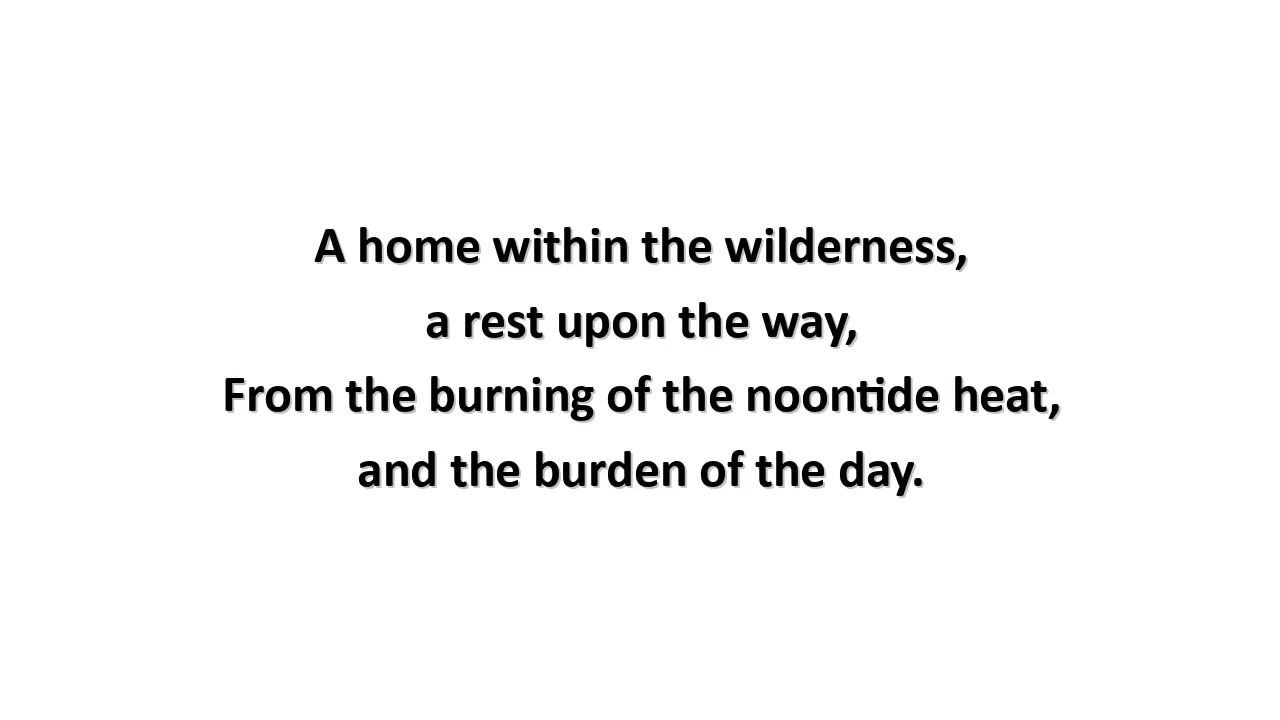 A home within the wilderness,
a rest upon the way,
From the burning of the noontide heat,
and the burden of the day.